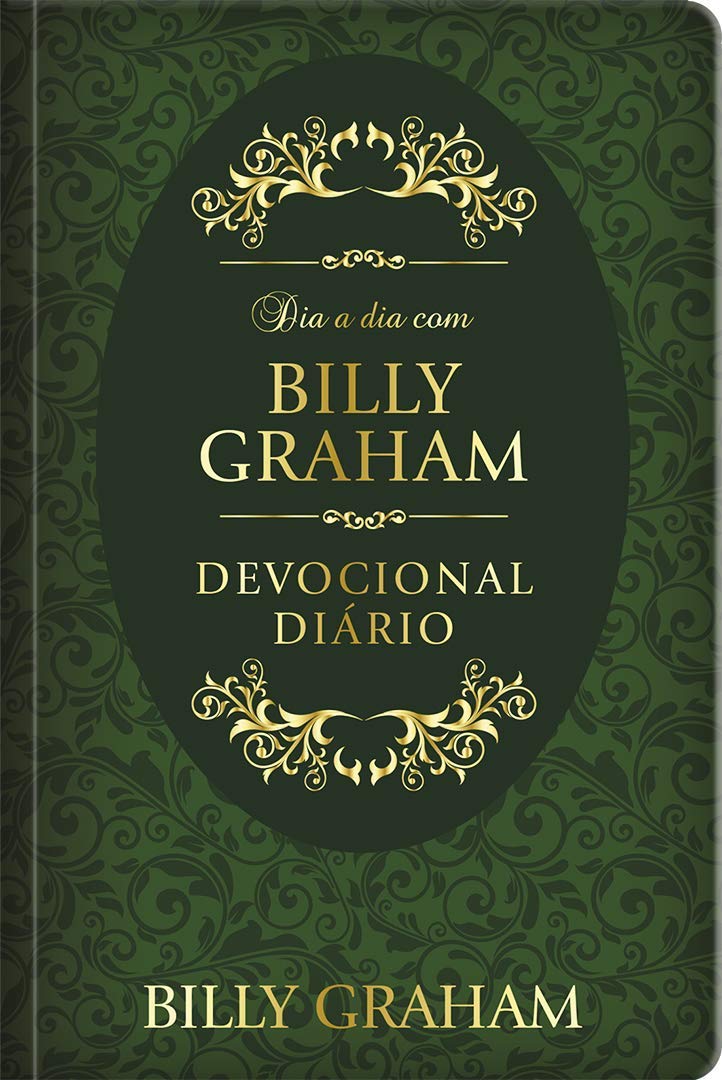 Dia a dia com
BILLY
GRAHAM
DEVOCIONAL
DIÁRIO
BILLY GRAHAM